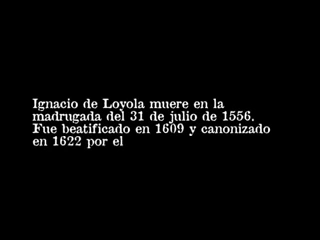 Ignacio de Loyola muere en la
madrugada del 31 de julio de 1556.
Fue beatificado en 1609 y canonizado
en 1622 por el